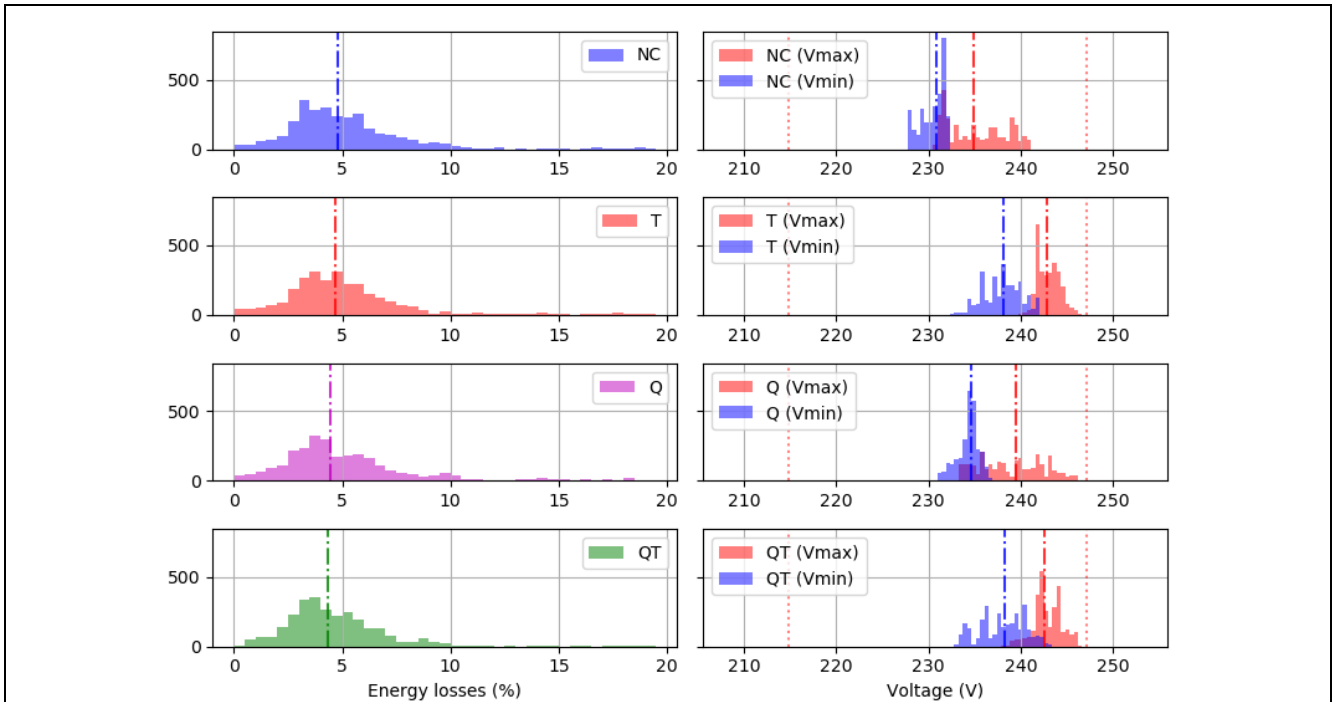 500
0
0 5 10 15 20
NC
NC (Vmax)
NC (Vmin)
210 220 230 240 250
500
0
0 5 10 15 20
T
T (Vmax)
T (Vmin)
210 220 230 240 250
500
0
0 5 10 15 20
Q
Q (Vmax)
Q (Vmin)
210 220 230 240 250
500
0
0 5 10 15 20
QT
Energy losses (%)
QT (Vmax)
QT (Vmin)
210 220 230 240 250
Voltage (V)